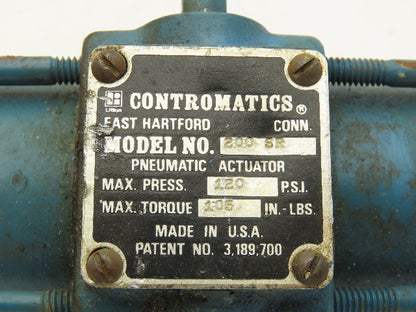 Litton
CONTROMATICS®
EAST HARTFORD CONN.
MODEL NO. 200 SR
PNEUMATIC ACTUATOR
MAX. PRESS. 120 P.S.I.
MAX. TORQUE 105 IN.-LBS.
MADE IN U.S.A.
PATENT NO. 3,189,700